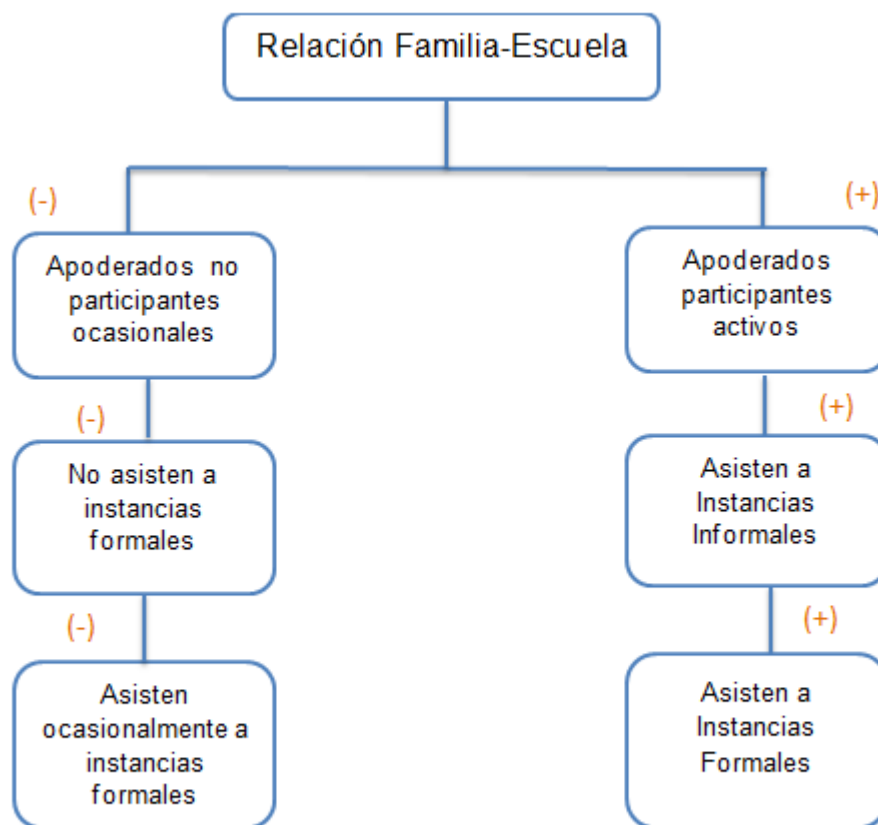 Relación Familia-Escuela
(-)
(+)
Apoderados no
participantes
ocasionales
Apoderados
participantes
activos
(-)
(+)
No asisten a
instancias
formales
Asisten a
Instancias
Informales
(-)
(+)
Asisten
ocasionalmente a
instancias
formales
Asisten a
Instancias
Formales